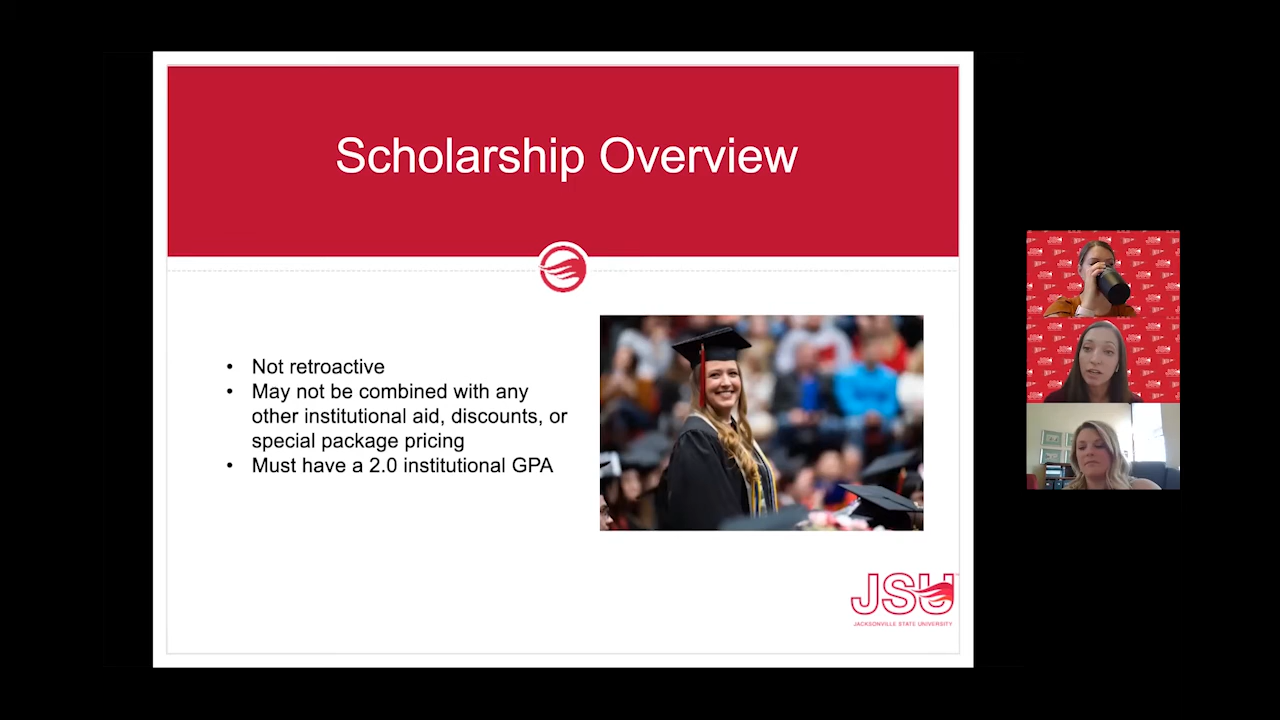 Scholarship Overview
• Not retroactive
• May not be combined with any
other institutional aid, discounts, or
special package pricing
• Must have a 2.0 institutional GPA
JSU
JACKSONVILLE STATE UNIVERSITY